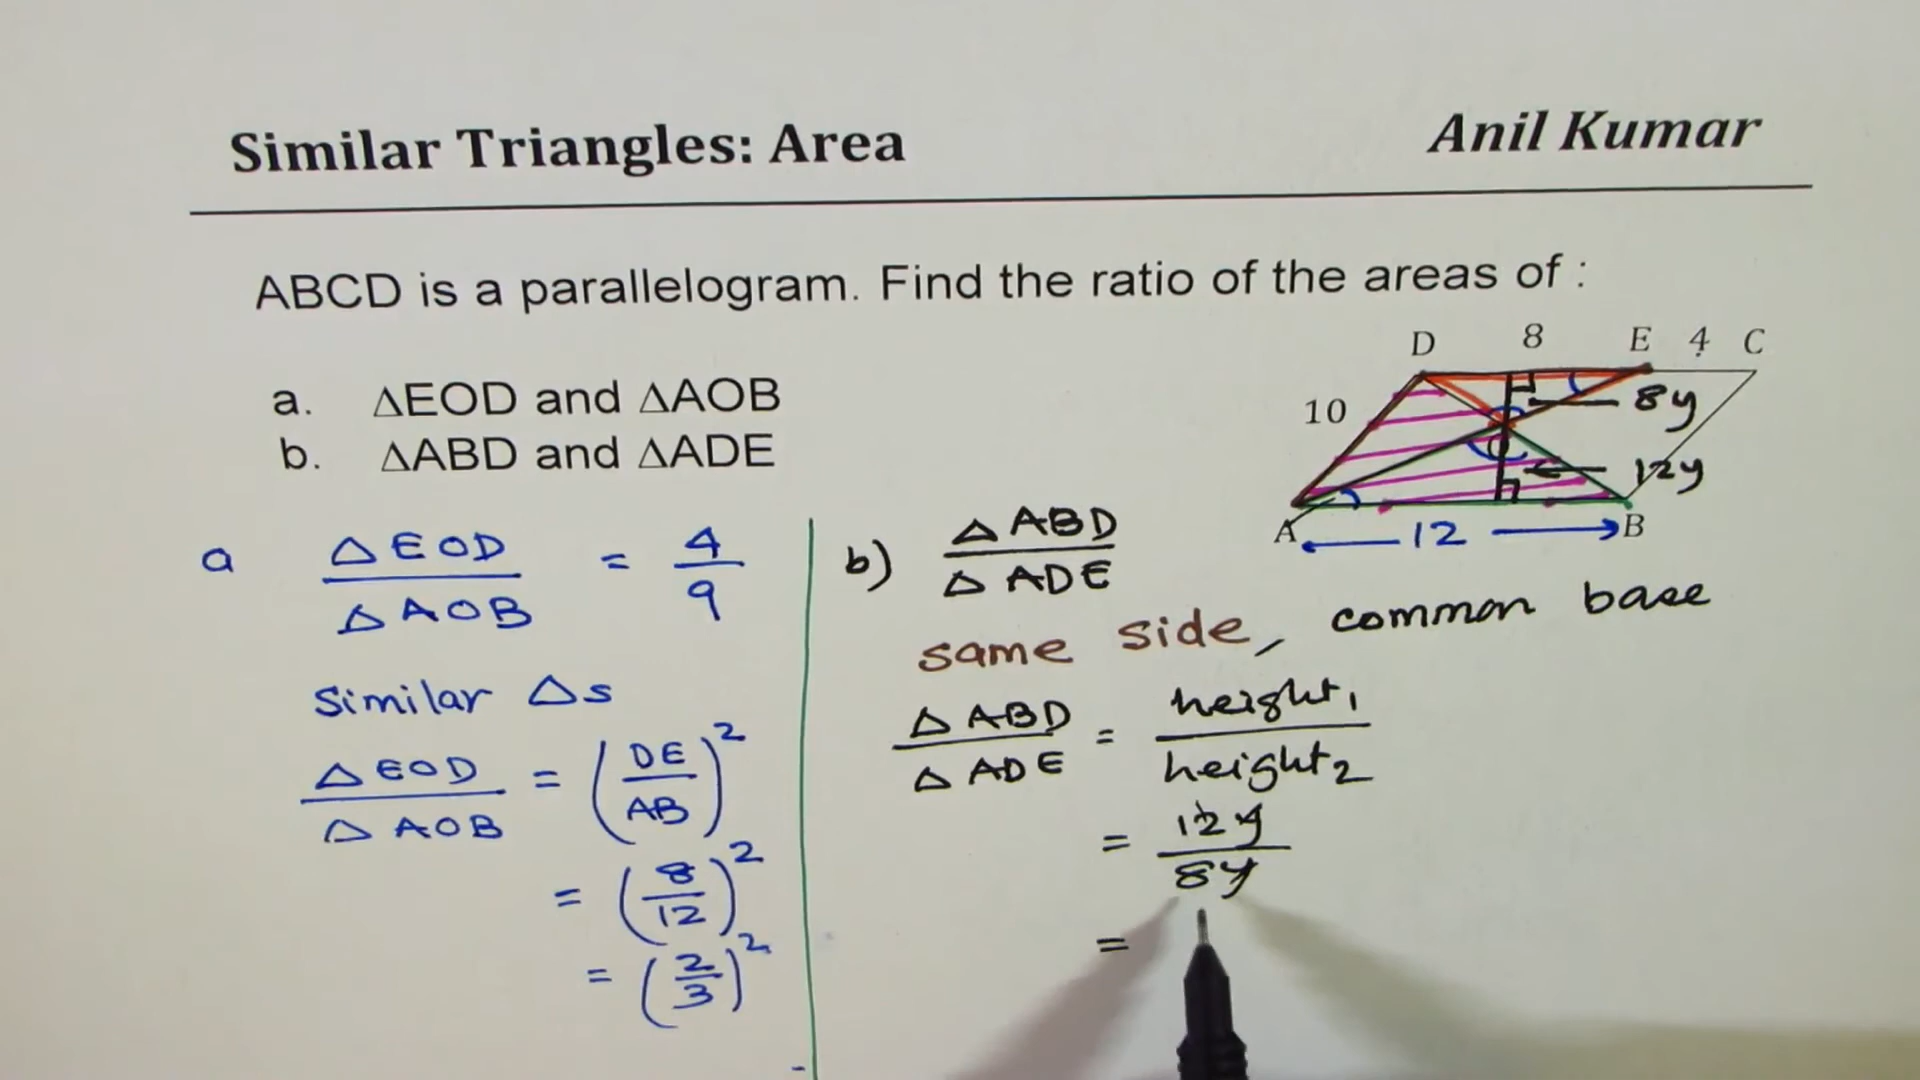 Similar Triangles: Area
Anil Kumar
ABCD is a parallelogram. Find the ratio of the areas of :
a. ΔEOD and ΔAOB
b. ΔABD and ΔADE
D 8 E 4 C
10
8y
O
12y
A 12 B
a ΔEOD / ΔAOB = 4/9
Similar Δs
ΔEOD / ΔAOB = (DE/AB)²
= (8/12)²
= (2/3)²
b) ΔABD / ΔADE
same side, common base
ΔABD / ΔADE = height₁ / height₂
= 12y / 8y
=